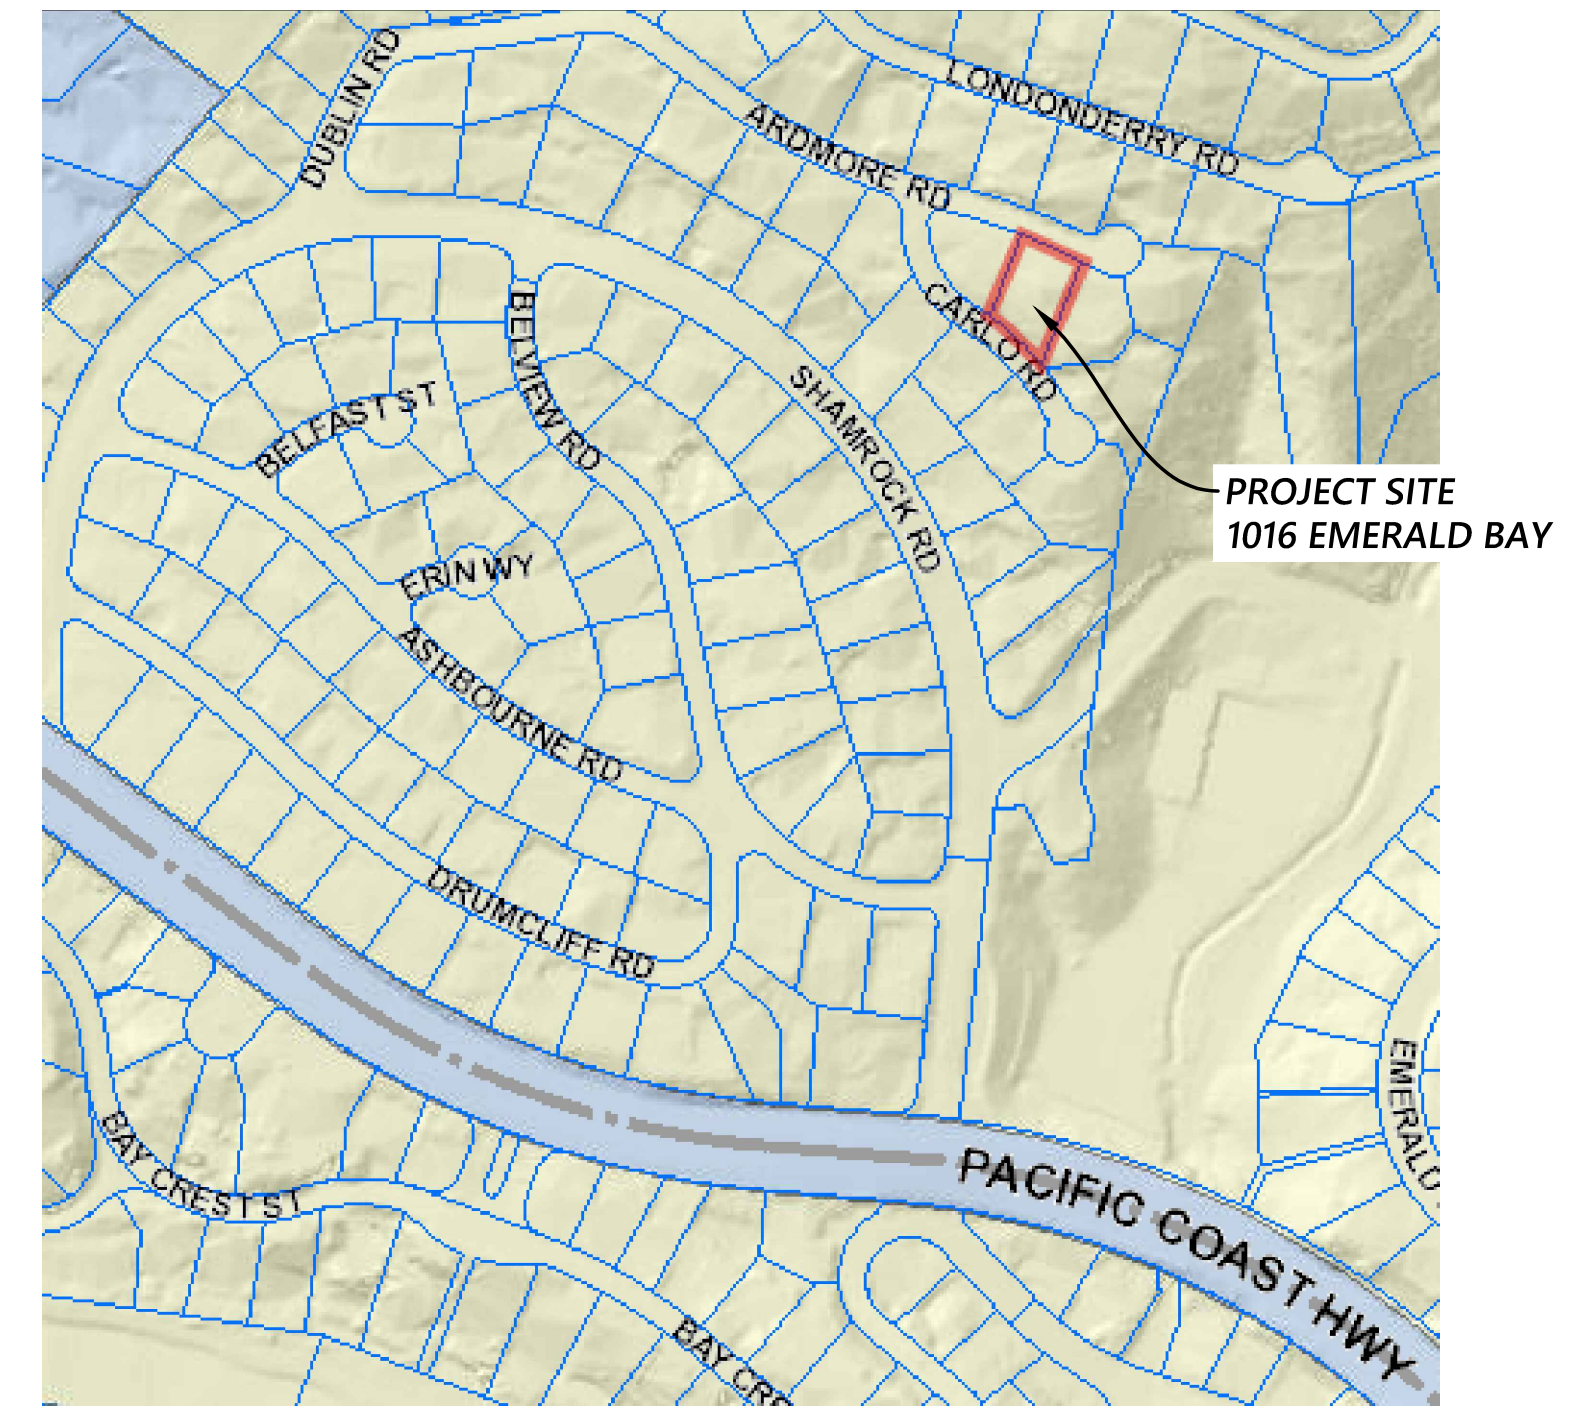 DUBLIN RD
LONDONDERRY RD
ARDMORE RD
CARLO RD
BELVIEW RD
SHAMROCK RD
BELFAST ST
PROJECT SITE
1016 EMERALD BAY
ERIN WY
ASHBOURNE RD
DRUMCLIFF RD
EMERALD
BAY CREST ST
PACIFIC COAST HWY
BAY CRE